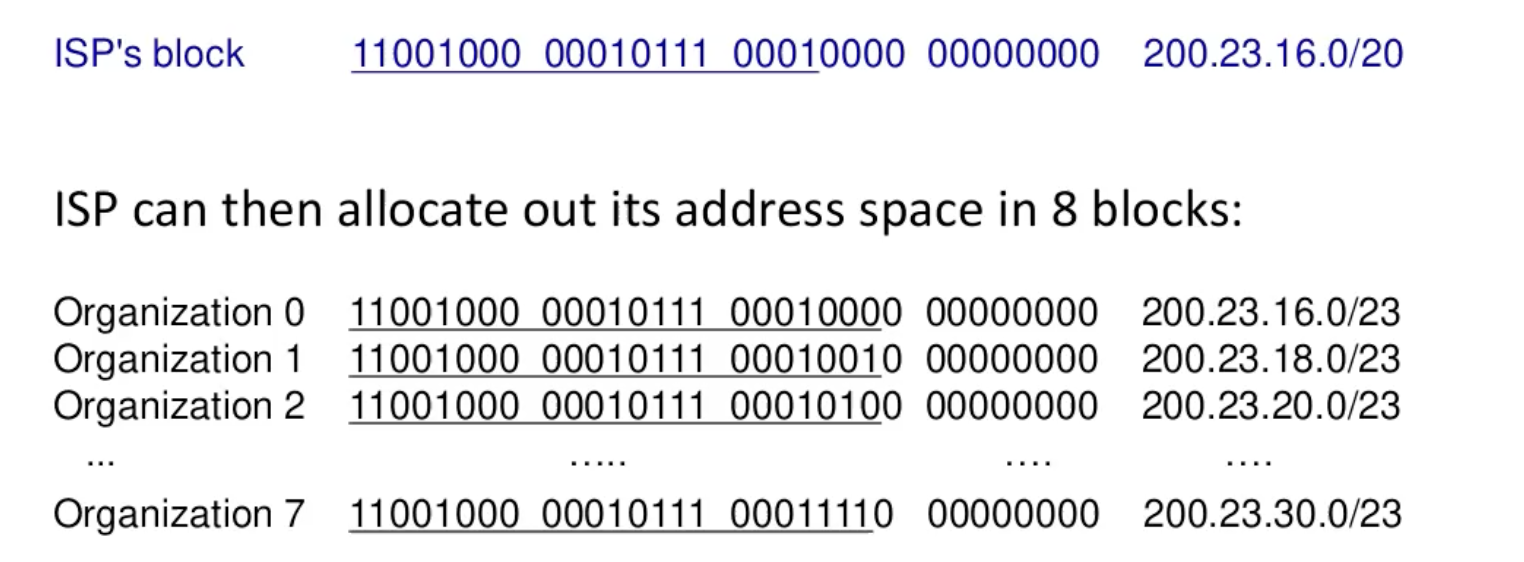 ISP's block 11001000 00010111 00010000 00000000 200.23.16.0/20
ISP can then allocate out its address space in 8 blocks:
Organization 0 11001000 00010111 00010000 00000000 200.23.16.0/23
Organization 1 11001000 00010111 00010010 00000000 200.23.18.0/23
Organization 2 11001000 00010111 00010100 00000000 200.23.20.0/23
... ..... .... ....
Organization 7 11001000 00010111 00011110 00000000 200.23.30.0/23